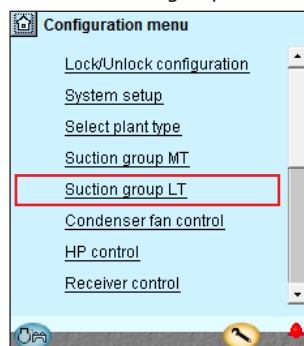 Configuration menu
Lock/Unlock configuration
System setup
Select plant type
Suction group MT
Suction group LT
Condenser fan control
HP control
Receiver control